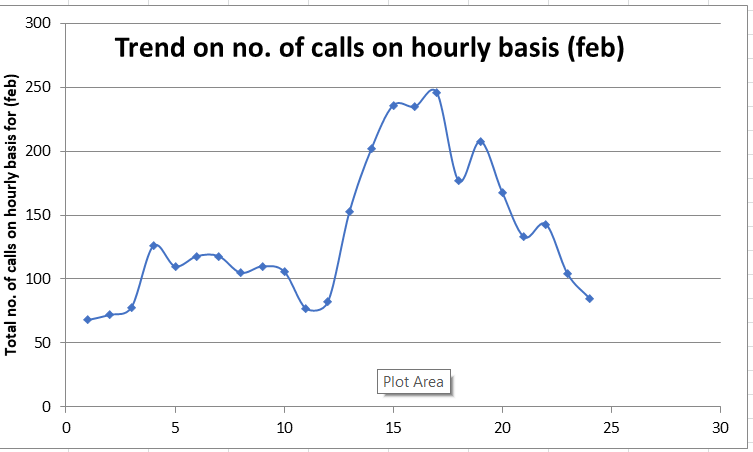 Trend on no. of calls on hourly basis (feb)
Total no. of calls on hourly basis for (feb)
300
250
200
150
100
50
0
Plot Area
0 5 10 15 20 25 30